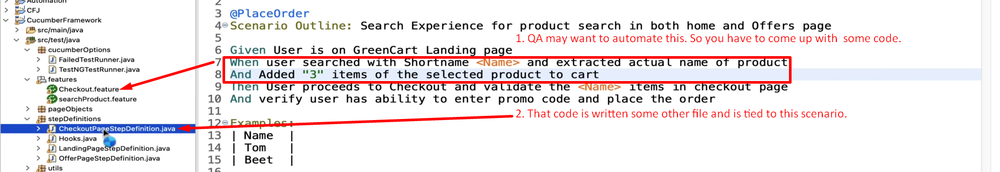 Automation
CFJ
CucumberFramework
src/main/java
src/test/java
cucumberOptions
FailedTestRunner.java
TestNGTestRunner.java
features
Checkout.feature
searchProduct.feature
pageObjects
stepDefinitions
CheckoutPageStepDefinition.java
Hooks.java
LandingPageStepDefinition.java
OfferPageStepDefinition.java
utils
2
3 @PlaceOrder
4 Scenario Outline: Search Experience for product search in both home and Offers page
5
1. QA may want to automate this. So you have to come up with some code.
6 Given User is on GreenCart Landing page
7 When user searched with Shortname <Name> and extracted actual name of product
8 And Added "3" items of the selected product to cart
9 Then User proceeds to Checkout and validate the <Name> items in checkout page
10 And verify user has ability to enter promo code and place the order
11
2. That code is written some other file and is tied to this scenario.
12 Examples:
13 | Name |
14 | Tom |
15 | Beet |
16